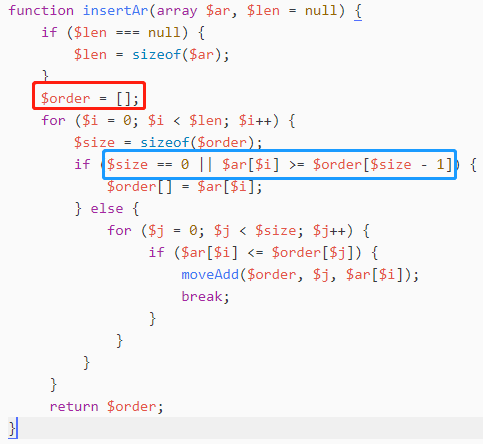 function insertAr(array $ar, $len = null) {
    if ($len === null) {
        $len = sizeof($ar);
    }
    $order = [];
    for ($i = 0; $i < $len; $i++) {
        $size = sizeof($order);
        if ($size == 0 || $ar[$i] >= $order[$size - 1]) {
            $order[] = $ar[$i];
        } else {
            for ($j = 0; $j < $size; $j++) {
                if ($ar[$i] <= $order[$j]) {
                    moveAdd($order, $j, $ar[$i]);
                    break;
                }
            }
        }
    }
    return $order;
}